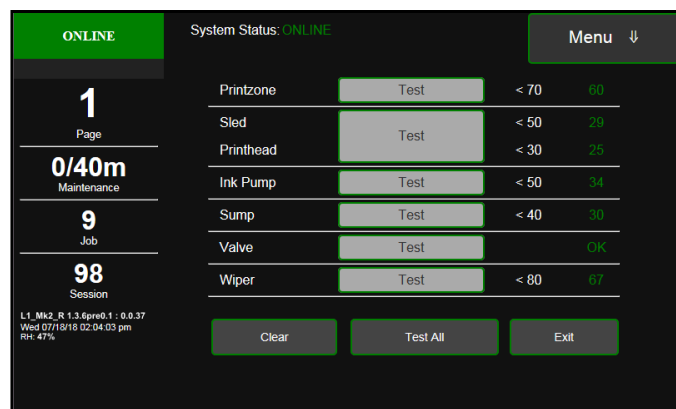 ONLINE
System Status: ONLINE
Menu ⇓
1
Page
0/40m
Maintenance
9
Job
98
Session
L1_Mk2_R 1.3.6pre0.1 : 0.0.37
Wed 07/18/18 02:04:03 pm
RH: 47%
Printzone Test < 70 60
Sled < 50 29
Test
Printhead < 30 25
Ink Pump Test < 50 34
Sump Test < 40 30
Valve Test OK
Wiper Test < 80 67
Clear Test All Exit